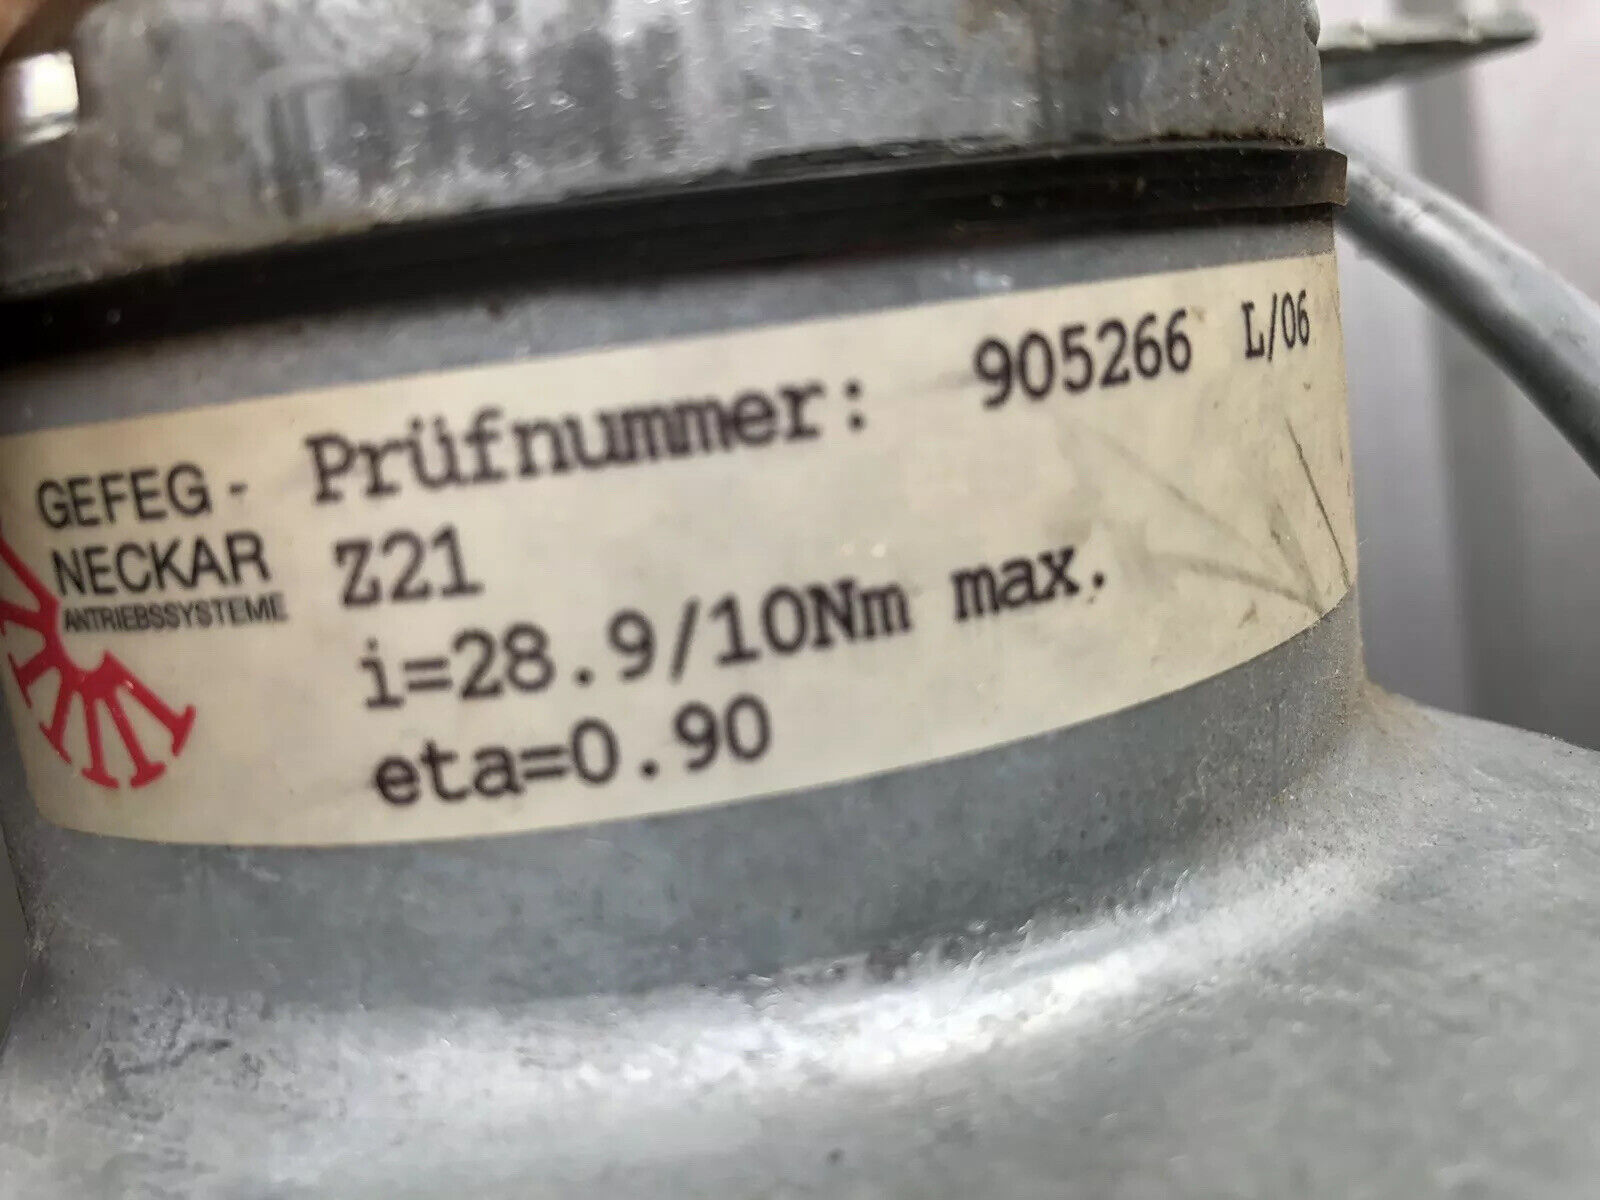 GEFEG-
NECKAR
ANTRIEBSSYSTEME
Prüfnummer: 905266 L/06
Z21
i=28.9/10Nm max.
eta=0.90